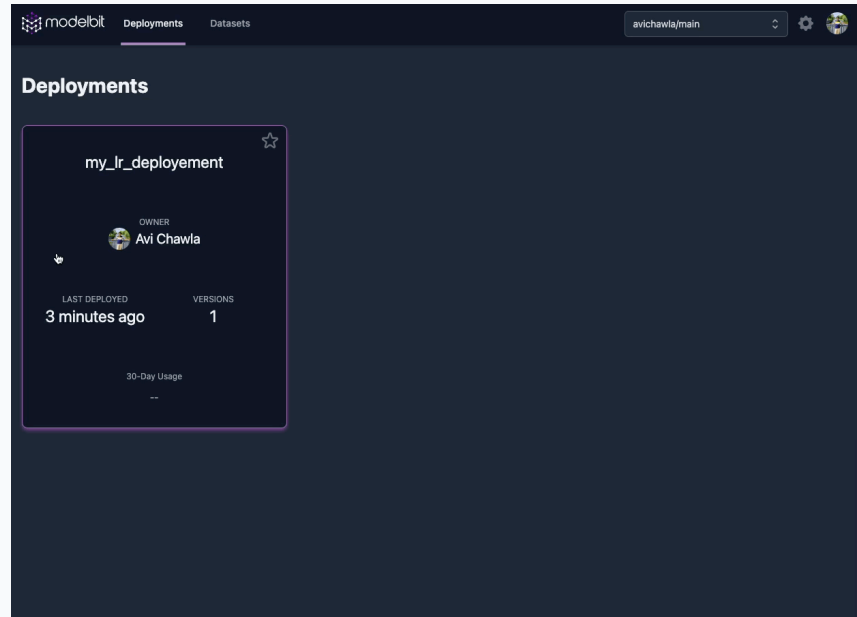 modelbit Deployments Datasets avichawla/main
Deployments
my_lr_deployement
OWNER
Avi Chawla
LAST DEPLOYED VERSIONS
3 minutes ago 1
30-Day Usage
--